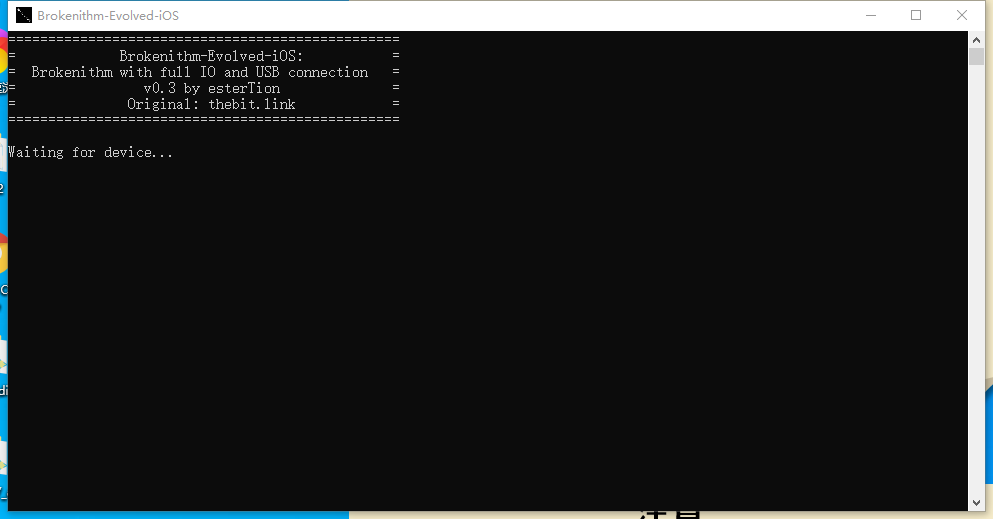 Brokenithm-Evolved-iOS
=================================================
= Brokenithm-Evolved-iOS: =
= Brokenithm with full IO and USB connection =
= v0.3 by esterTion =
= Original: thebit.link =
=================================================
Waiting for device...